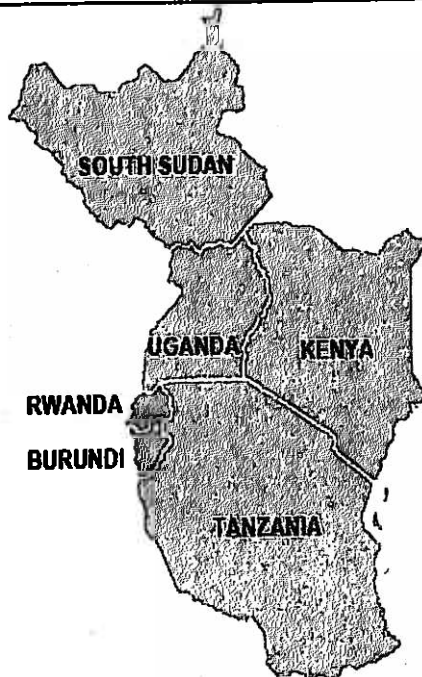 SOUTH SUDAN
UGANDA
KENYA
RWANDA
BURUNDI
TANZANIA